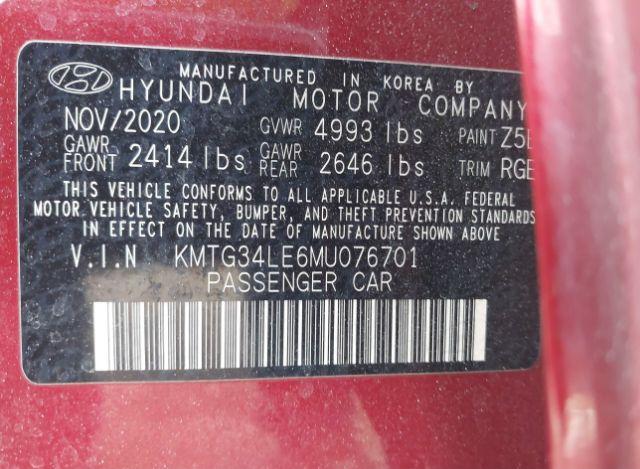 MANUFACTURED IN KOREA BY
HYUNDAI MOTOR COMPANY
NOV/2020 GVWR 4993 lbs PAINT
GAWR FRONT 2414 lbs GAWR REAR 2646 lbs TRIM RGE
THIS VEHICLE CONFORMS TO ALL APPLICABLE U.S.A. FEDERAL
MOTOR VEHICLE SAFETY, BUMPER, AND THEFT PREVENTION STANDARDS
IN EFFECT ON THE DATE OF MANUFACTURE SHOWN ABOVE.
V.I.N KMTG34LE6MU076701
PASSENGER CAR